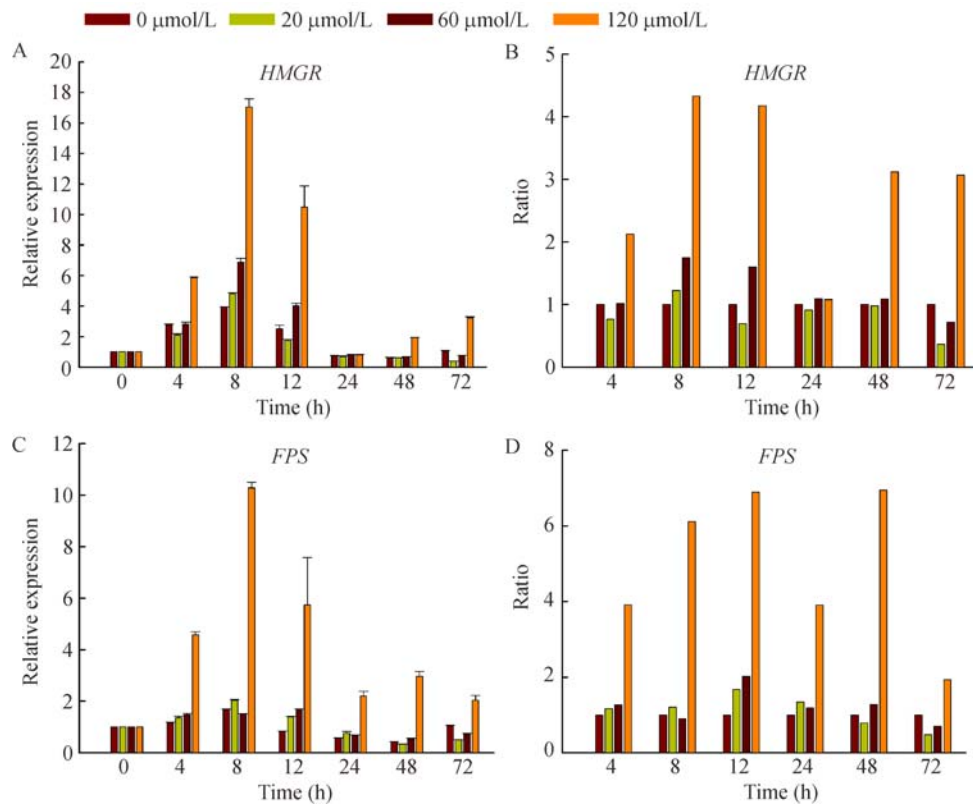 0 μmol/L 20 μmol/L 60 μmol/L 120 μmol/L
A
HMGR
Relative expression
20
18
16
14
12
10
8
6
4
2
0
0 4 8 12 24 48 72
Time (h)
B
HMGR
Ratio
5
4
3
2
1
0
4 8 12 24 48 72
Time (h)
C
FPS
Relative expression
12
10
8
6
4
2
0
0 4 8 12 24 48 72
Time (h)
D
FPS
Ratio
8
6
4
2
0
4 8 12 24 48 72
Time (h)